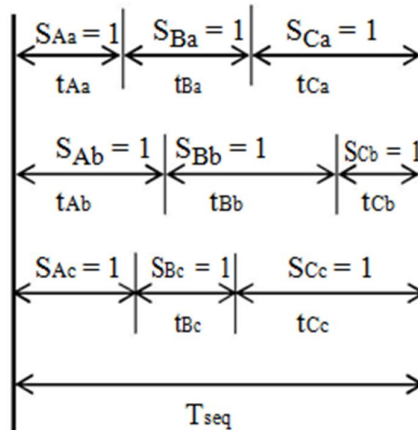 SAa = 1 SBa = 1 SCa = 1
tAa tBa tCa
SAb = 1 SBb = 1 SCb = 1
tAb tBb tCb
SAc = 1 SBc = 1 SCc = 1
tBc tCc
Tseq